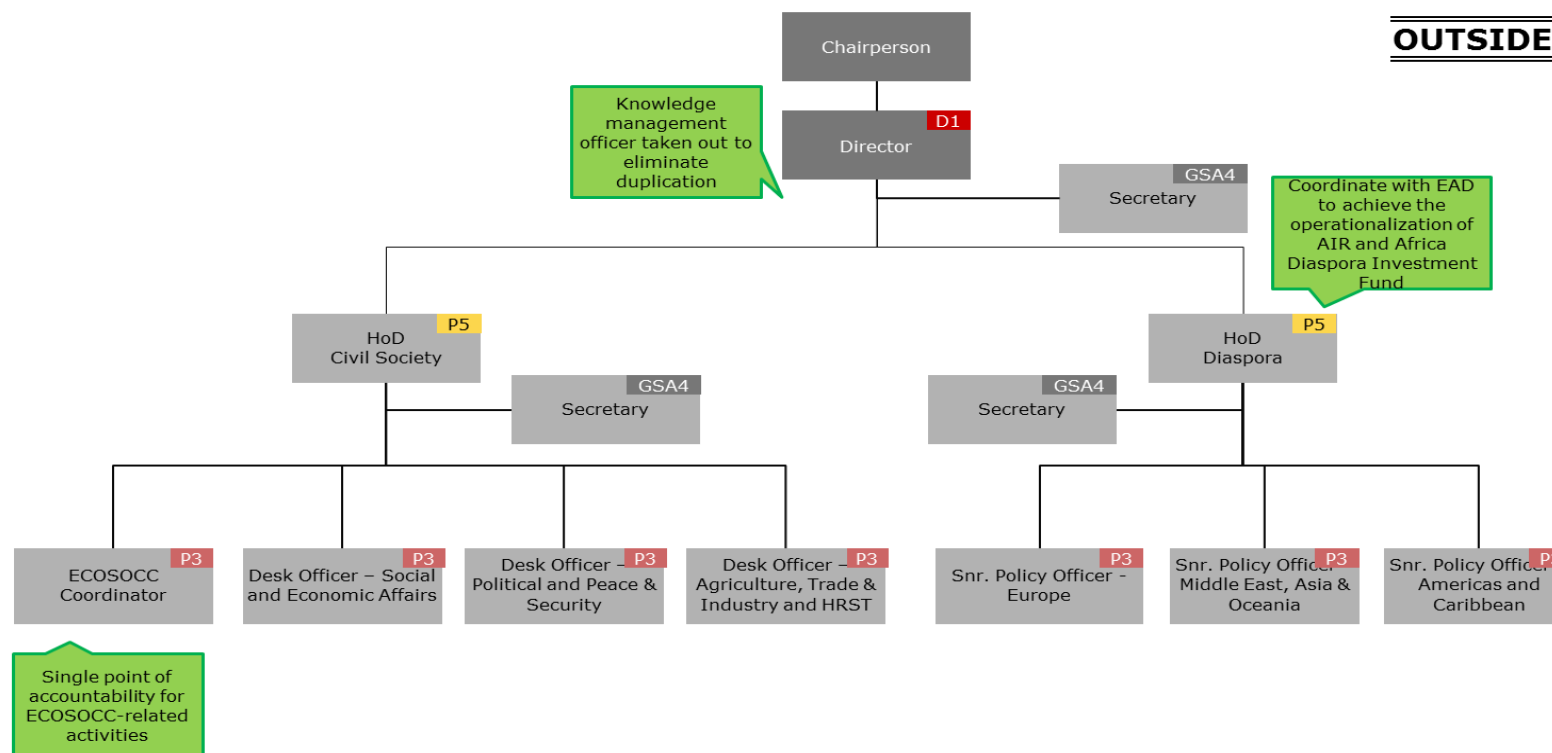 Chairperson
OUTSIDE
Knowledge
management
officer taken out to
eliminate
duplication
D1
Director
GSA4
Secretary
Coordinate with EAD
to achieve the
operationalization of
AIR and Africa
Diaspora Investment
Fund
P5
HoD
Civil Society
P5
HoD
Diaspora
GSA4
Secretary
GSA4
Secretary
P3
ECOSOCC
Coordinator
P3
Desk Officer – Social
and Economic Affairs
P3
Desk Officer –
Political and Peace &
Security
P3
Desk Officer –
Agriculture, Trade &
Industry and HRST
P3
Snr. Policy Officer -
Europe
P3
Snr. Policy Officer
Middle East, Asia &
Oceania
Snr. Policy Officer
Americas and
Caribbean
Single point of
accountability for
ECOSOCC-related
activities